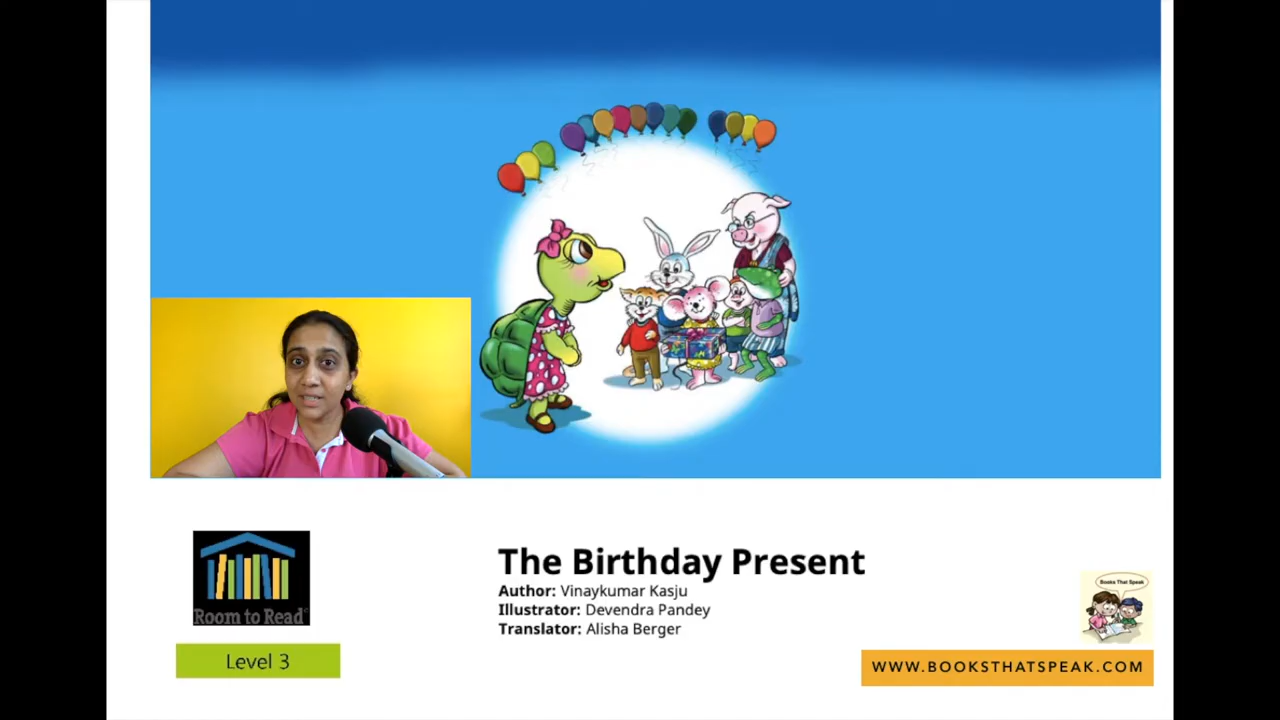 The Birthday Present
Author: Vinaykumar Kasju
Illustrator: Devendra Pandey
Translator: Alisha Berger
Room to Read
Level 3
Books That Speak
WWW.BOOKSTHATSPEAK.COM